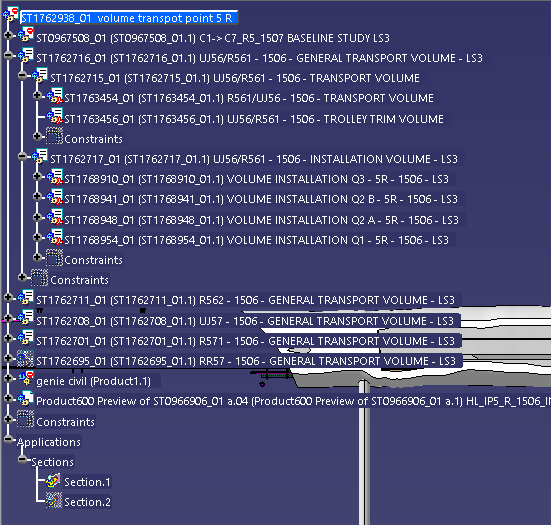 ST1762938_01 volume transpot point 5 R
ST0967508_01 (ST0967508_01.1) C1-> C7_R5_1507 BASELINE STUDY LS3
ST1762716_01 (ST1762716_01.1) UJ56/R561 - 1506 - GENERAL TRANSPORT VOLUME - LS3
ST1762715_01 (ST1762715_01.1) UJ56/R561 - 1506 - TRANSPORT VOLUME
ST1763454_01 (ST1763454_01.1) R561/UJ56 - 1506 - TRANSPORT VOLUME
ST1763456_01 (ST1763456_01.1) UJ56/R561 - 1506 - TROLLEY TRIM VOLUME
Constraints
ST1762717_01 (ST1762717_01.1) UJ56/R561 - 1506 - INSTALLATION VOLUME - LS3
ST1768910_01 (ST1768910_01.1) VOLUME INSTALLATION Q3 - 5R - 1506 - LS3
ST1768941_01 (ST1768941_01.1) VOLUME INSTALLATION Q2 B - 5R - 1506 - LS3
ST1768948_01 (ST1768948_01.1) VOLUME INSTALLATION Q2 A - 5R - 1506 - LS3
ST1768954_01 (ST1768954_01.1) VOLUME INSTALLATION Q1 - 5R - 1506 - LS3
Constraints
Constraints
ST1762711_01 (ST1762711_01.1) R562 - 1506 - GENERAL TRANSPORT VOLUME - LS3
ST1762708_01 (ST1762708_01.1) UJ57 - 1506 - GENERAL TRANSPORT VOLUME - LS3
ST1762701_01 (ST1762701_01.1) R571 - 1506 - GENERAL TRANSPORT VOLUME - LS3
ST1762695_01 (ST1762695_01.1) RR57 - 1506 - GENERAL TRANSPORT VOLUME - LS3
genie civil (Product1.1)
Product600 Preview of ST0966906_01 a.04 (Product600 Preview of ST0966906_01 a.1) HL_IP5_R_1506_IN
Constraints
Applications
Sections
Section.1
Section.2